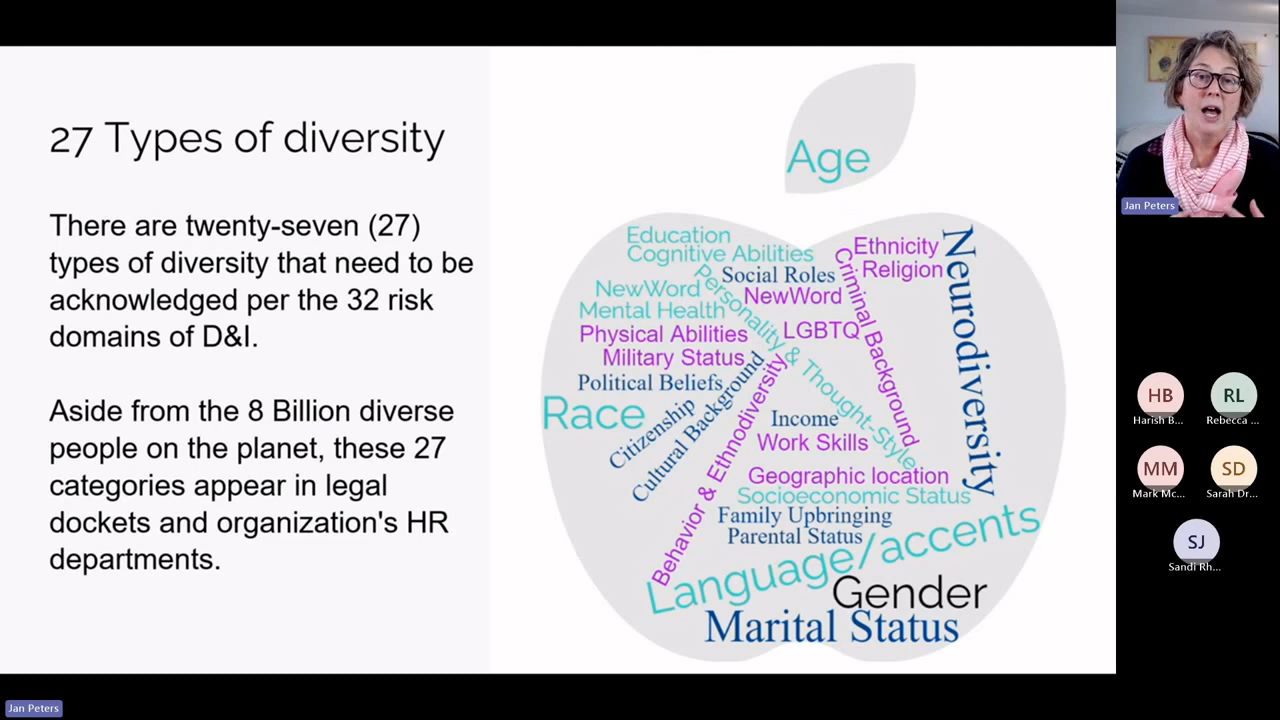 27 Types of diversity
There are twenty-seven (27)
types of diversity that need to be
acknowledged per the 32 risk
domains of D&I.
Aside from the 8 Billion diverse
people on the planet, these 27
categories appear in legal
dockets and organization's HR
departments.
Age
Education
Cognitive Abilities
Social Roles
Ethnicity
Religion
Neurodiversity
Criminal Background
NewWord
NewWord
Mental Health
Personality & Thought-Style
LGBTQ
Physical Abilities
Military Status
Political Beliefs
Race
Citizenship
Cultural Background
Behavior & Ethnodiversity
Income
Work Skills
Geographic location
Socioeconomic Status
Family Upbringing
Parental Status
Language/accents
Gender
Marital Status
Jan Peters
HB
Harish B...
RL
Rebecca ...
MM
Mark Mc...
SD
Sarah Dr...
SJ
Sandi Rh...
Jan Peters